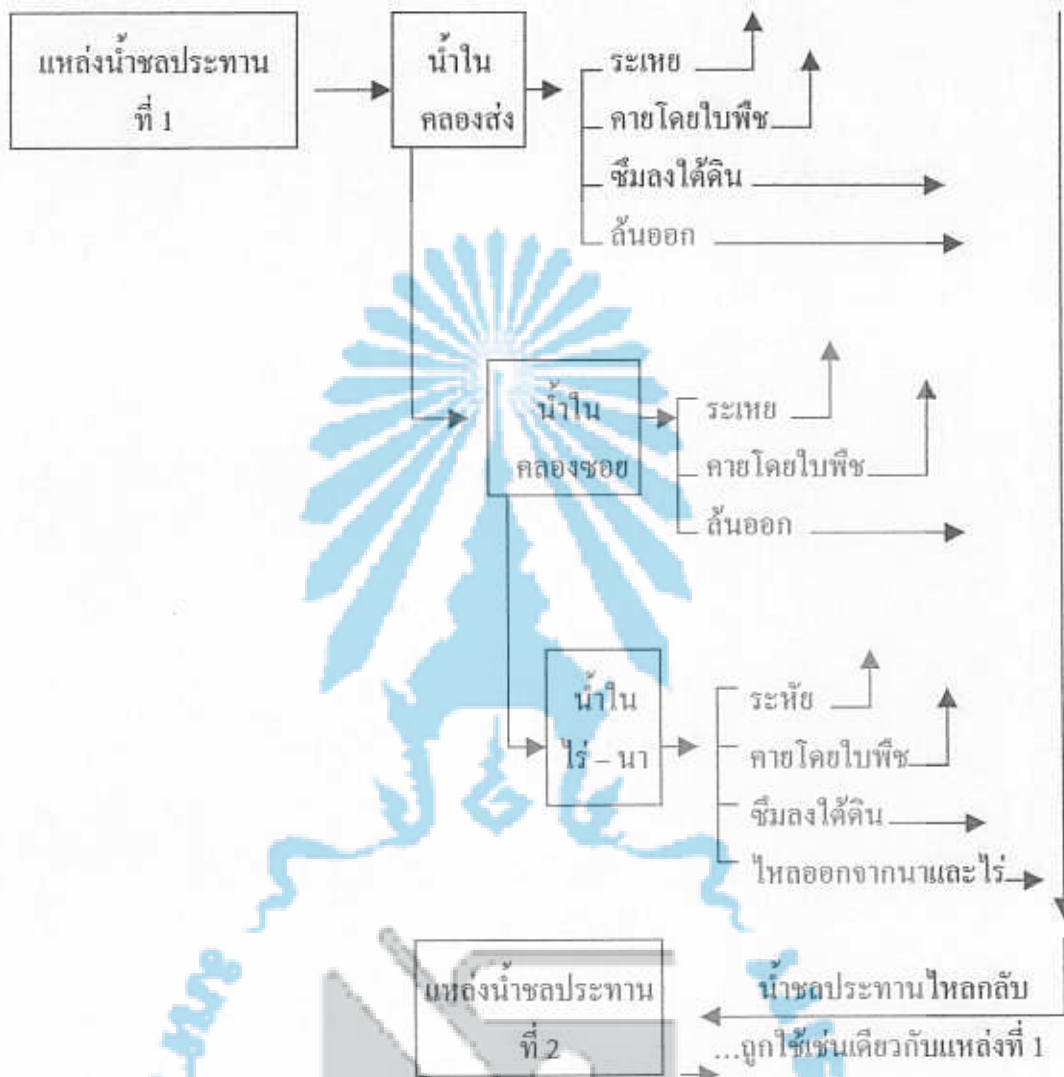 แหล่งน้ำชลประทาน
ที่ 1
น้ำใน
คลองส่ง
ระเหย
คายโดยใบพืช
ซึมลงใต้ดิน
ล้นออก
น้ำใน
คลองซอย
ระเหย
คายโดยใบพืช
ล้นออก
น้ำใน
ไร่ – นา
ระหัย
คายโดยใบพืช
ซึมลงใต้ดิน
ไหลออกจากนาและไร่
แหล่งน้ำชลประทาน
ที่ 2
น้ำชลประทานไหลกลับ
...ถูกใช้เช่นเดียวกับแหล่งที่ 1